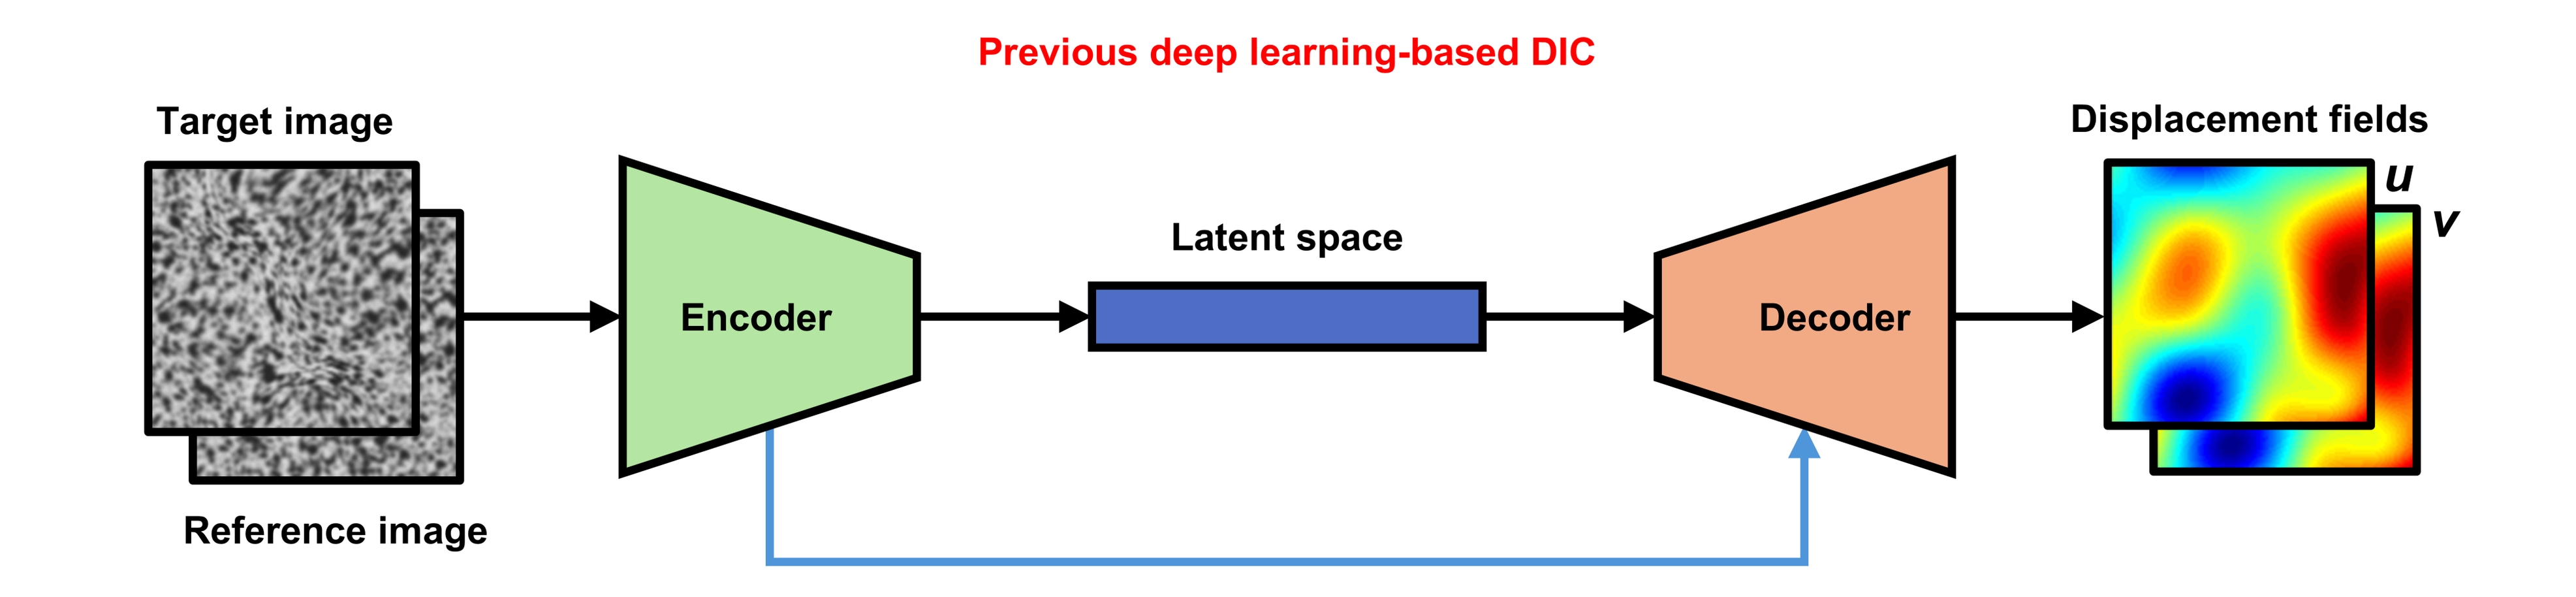 Previous deep learning-based DIC
Target image
Reference image
Encoder
Latent space
Decoder
Displacement fields
u
v